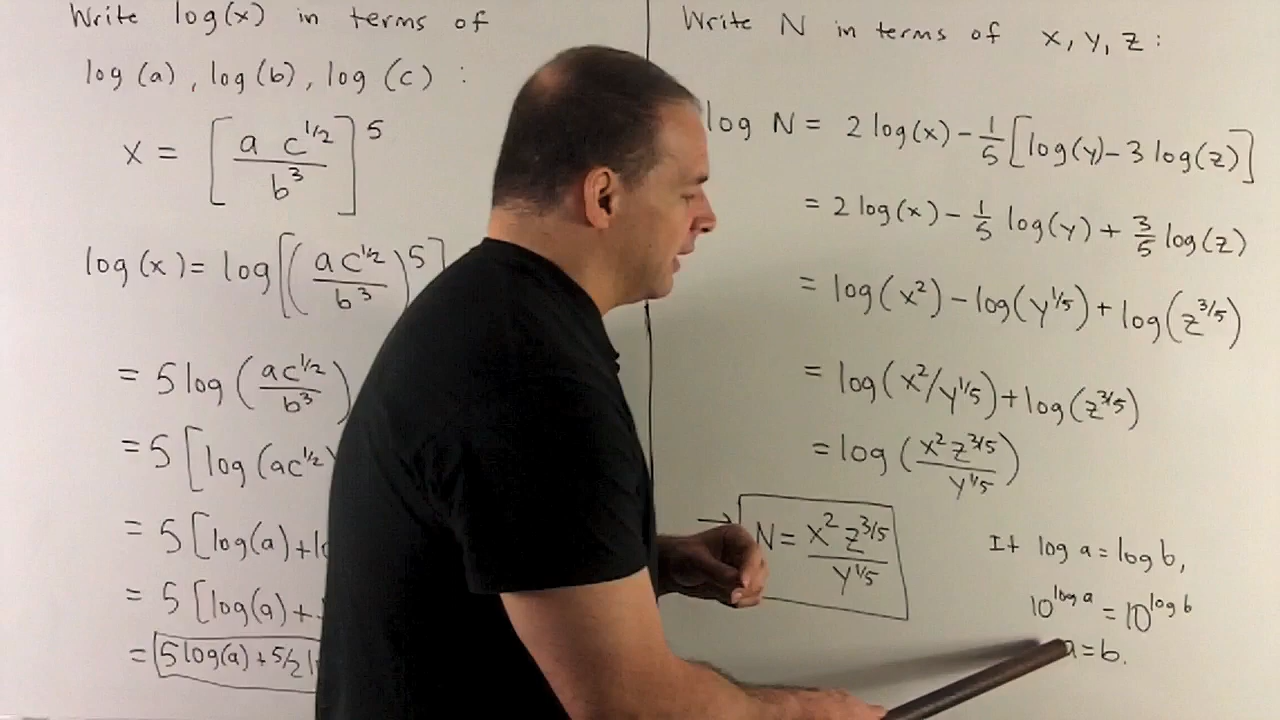 Write log(x) in terms of
log(a), log(b), log(c) :
x = [a c^1/2 / b^3]^5
log(x) = log[(ac^1/2 / b^3)^5]
= 5 log(ac^1/2 / b^3)
= 5 [log(ac^1/2)
= 5 [log(a) +
= 5 [log(a) +
= 5log(a) + 5/2
Write N in terms of x, y, z :
log N = 2 log(x) - 1/5 [log(y) - 3 log(z)]
= 2 log(x) - 1/5 log(y) + 3/5 log(z)
= log(x^2) - log(y^1/5) + log(z^3/5)
= log(x^2/y^1/5) + log(z^3/5)
= log(x^2 z^3/5 / y^1/5)
→ N = x^2 z^3/5 / y^1/5
If log a = log b,
10^log a = 10^log b
a = b.